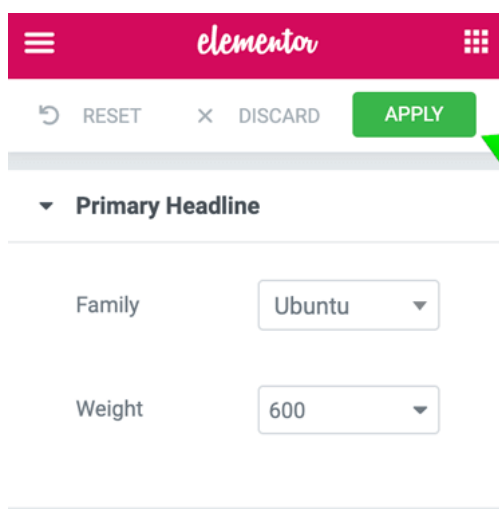 elementor
RESET × DISCARD APPLY
Primary Headline
Family Ubuntu
Weight 600